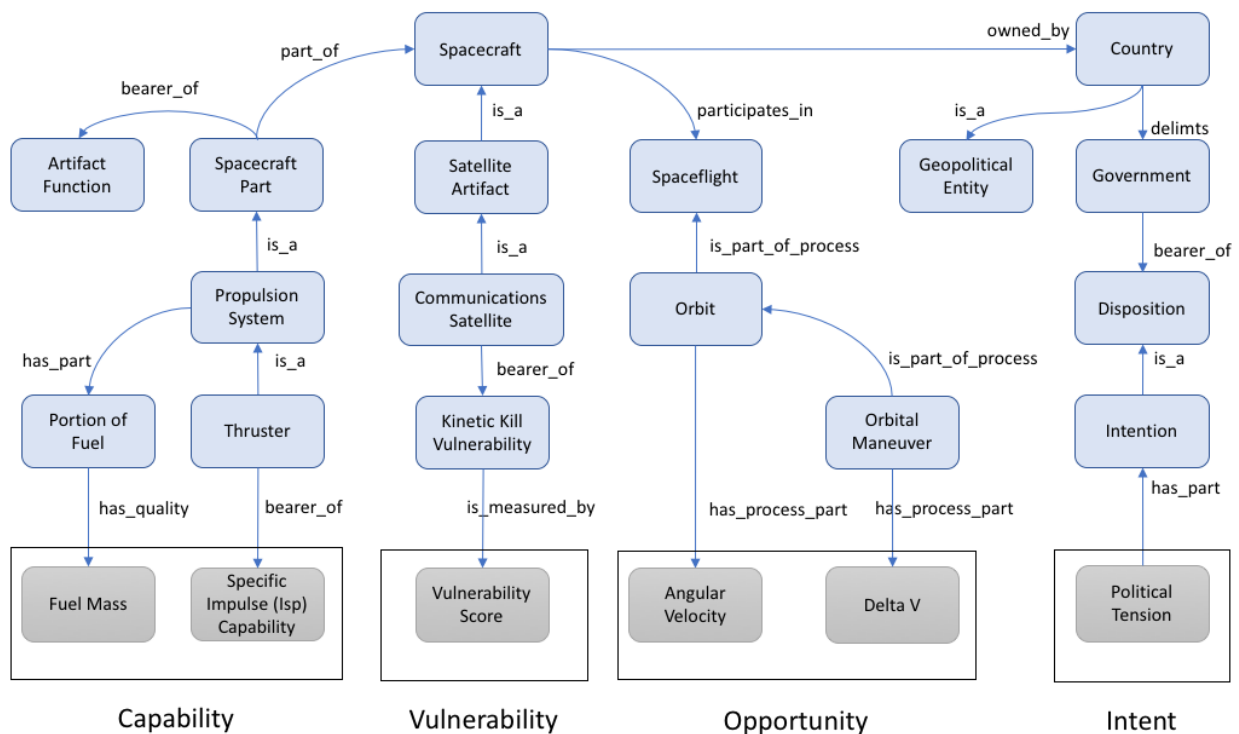 part_of
Spacecraft
owned_by
Country
bearer_of
is_a
participates_in
is_a
delimts
Artifact
Function
Spacecraft
Part
Satellite
Artifact
Spaceflight
Geopolitical
Entity
Government
is_a
is_a
is_part_of_process
bearer_of
Propulsion
System
Communications
Satellite
Orbit
Disposition
has_part
is_a
bearer_of
is_part_of_process
is_a
Portion of
Fuel
Thruster
Kinetic Kill
Vulnerability
Orbital
Maneuver
Intention
has_quality
bearer_of
is_measured_by
has_process_part
has_process_part
has_part
Fuel Mass
Specific
Impulse (Isp)
Capability
Vulnerability
Score
Angular
Velocity
Delta V
Political
Tension
Capability
Vulnerability
Opportunity
Intent